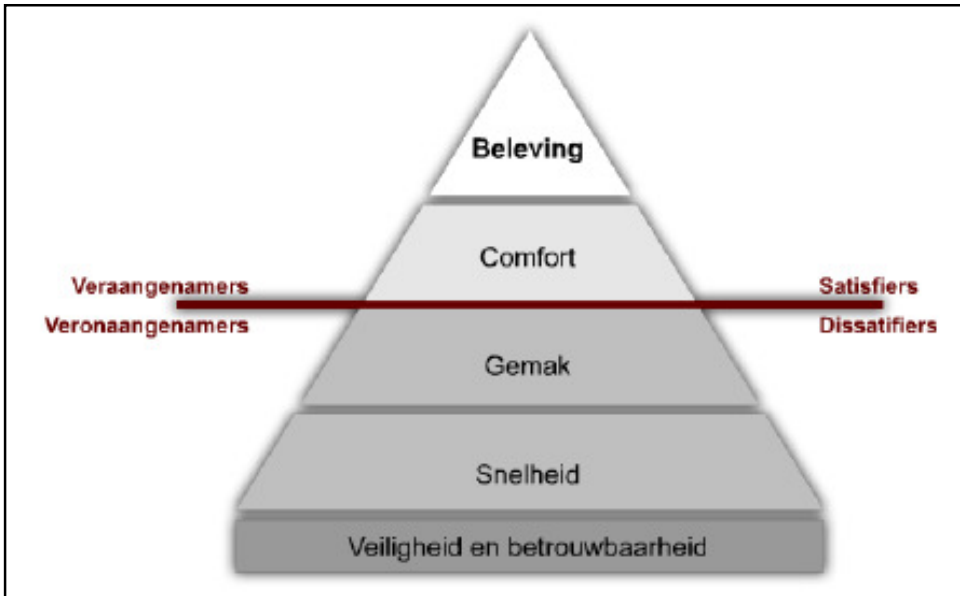 Beleving
Comfort
Veraangenamers
Satisfiers
Veronaangenamers
Dissatifiers
Gemak
Snelheid
Veiligheid en betrouwbaarheid